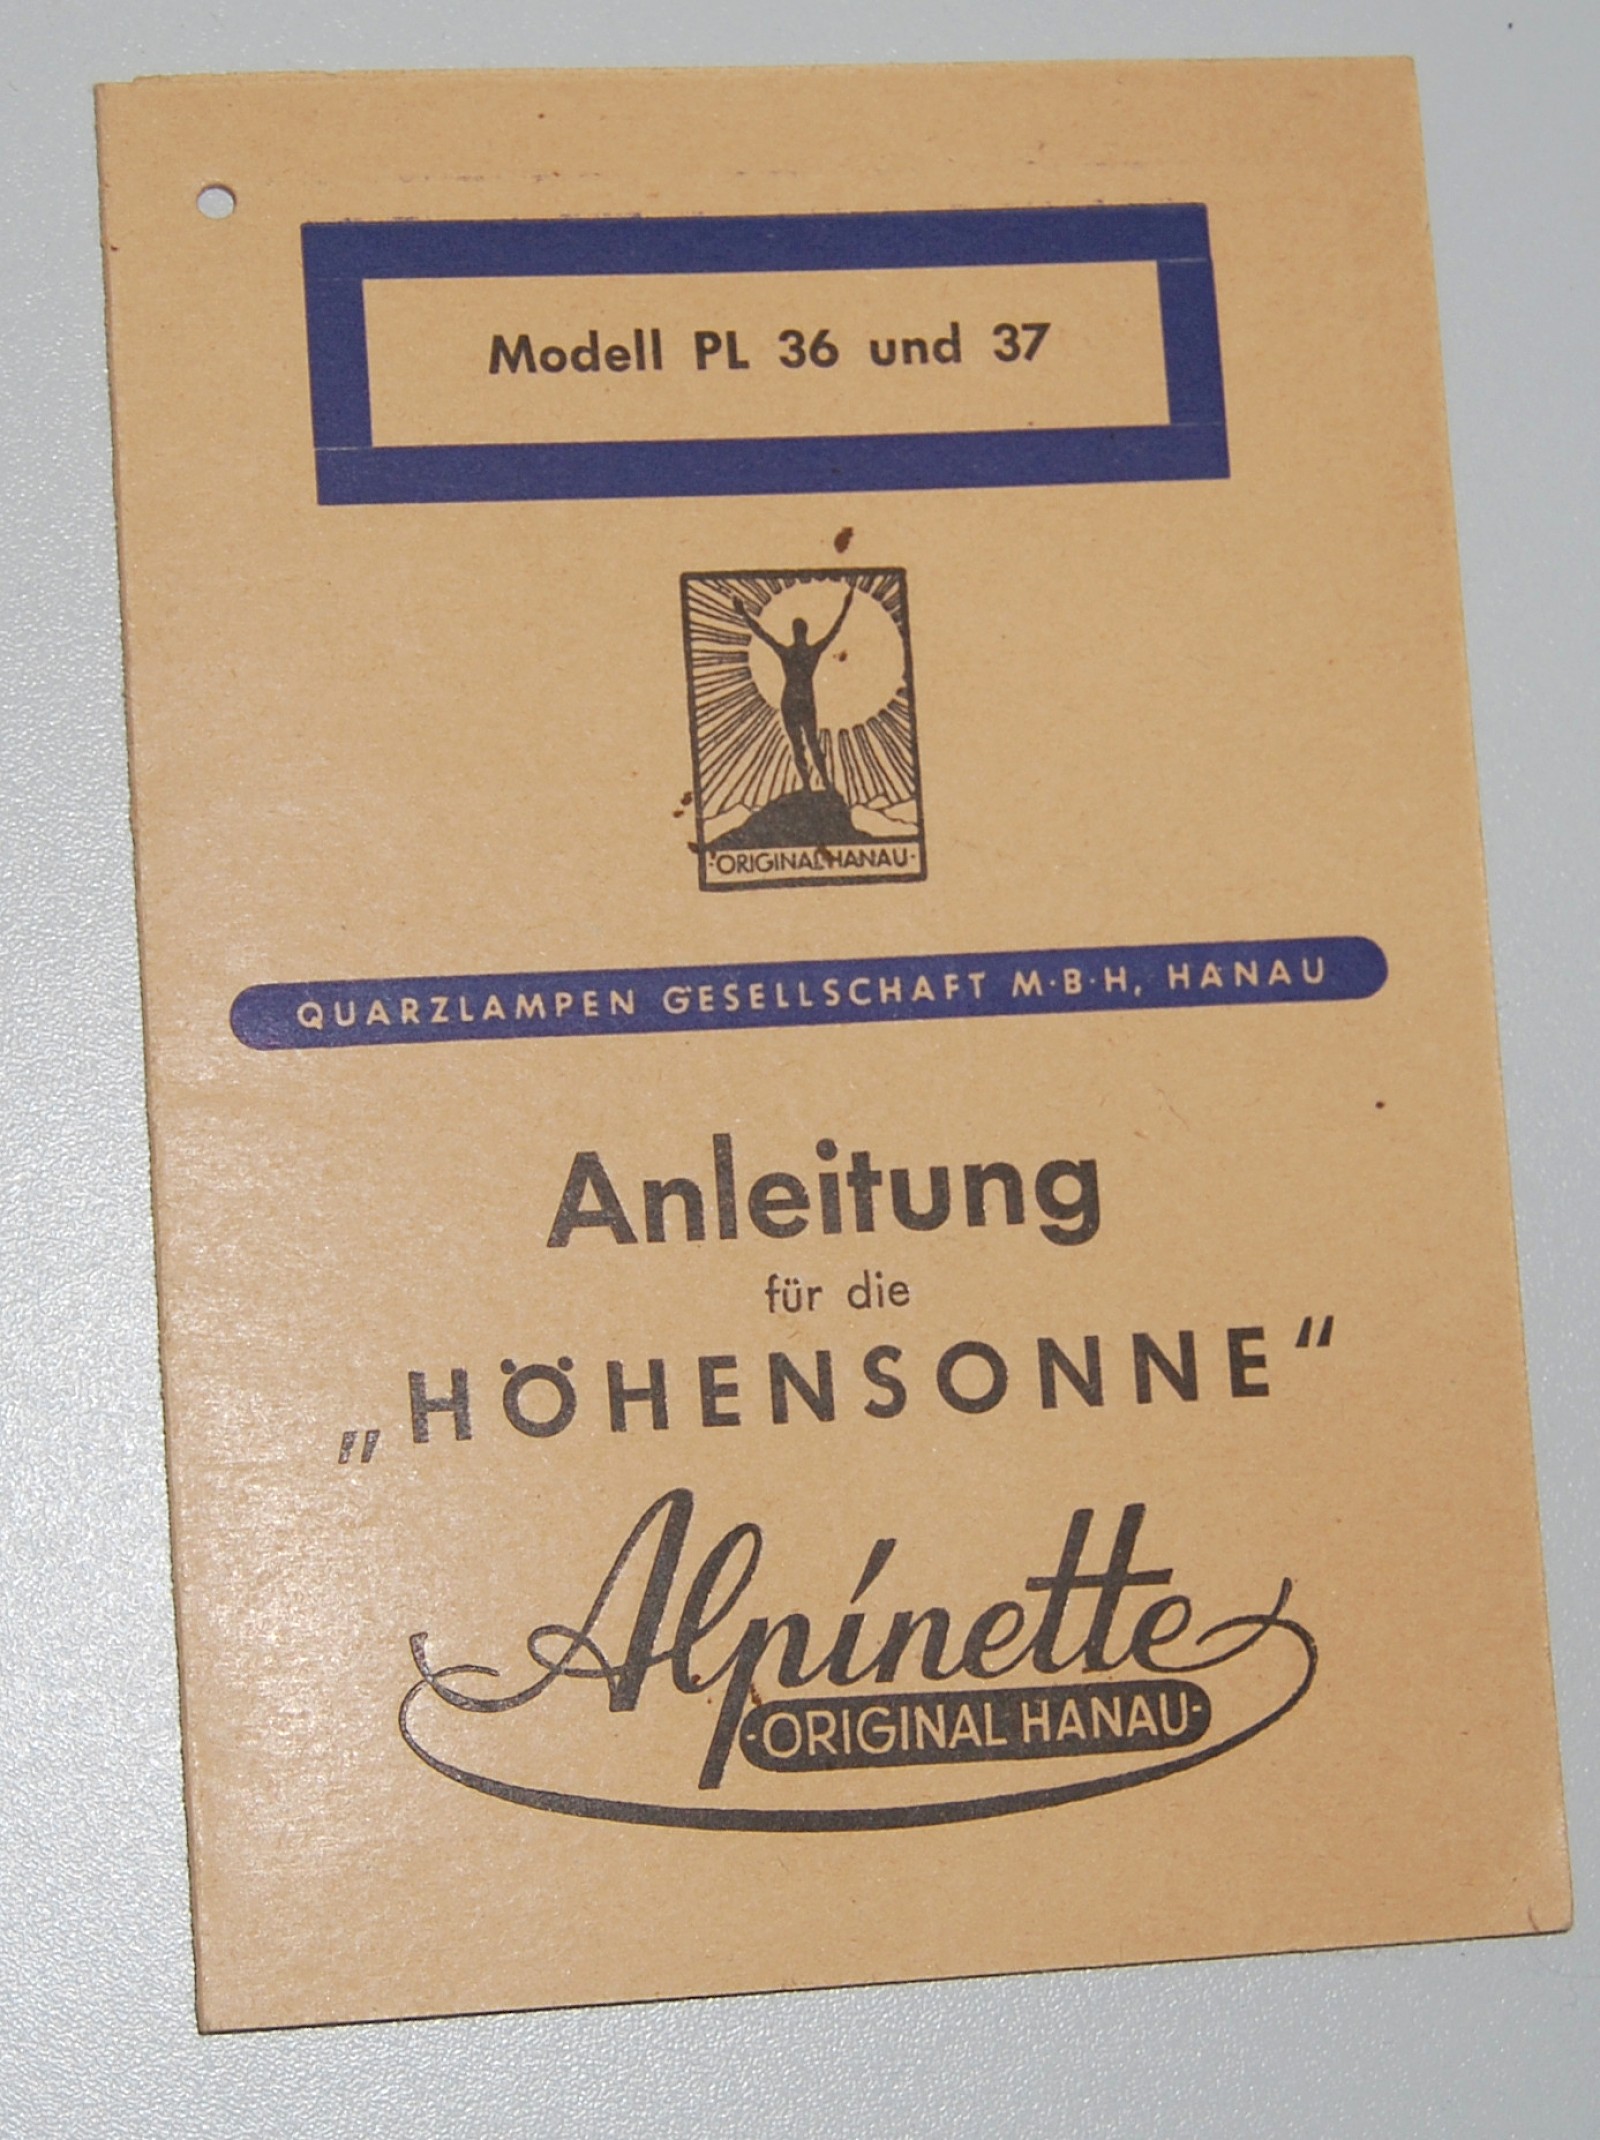 Modell PL 36 und 37
·ORIGINAL HANAU·
QUARZLAMPEN GESELLSCHAFT M·B·H, HANAU
Anleitung
für die
„HÖHENSONNE“
Alpinette
·ORIGINAL HANAU·